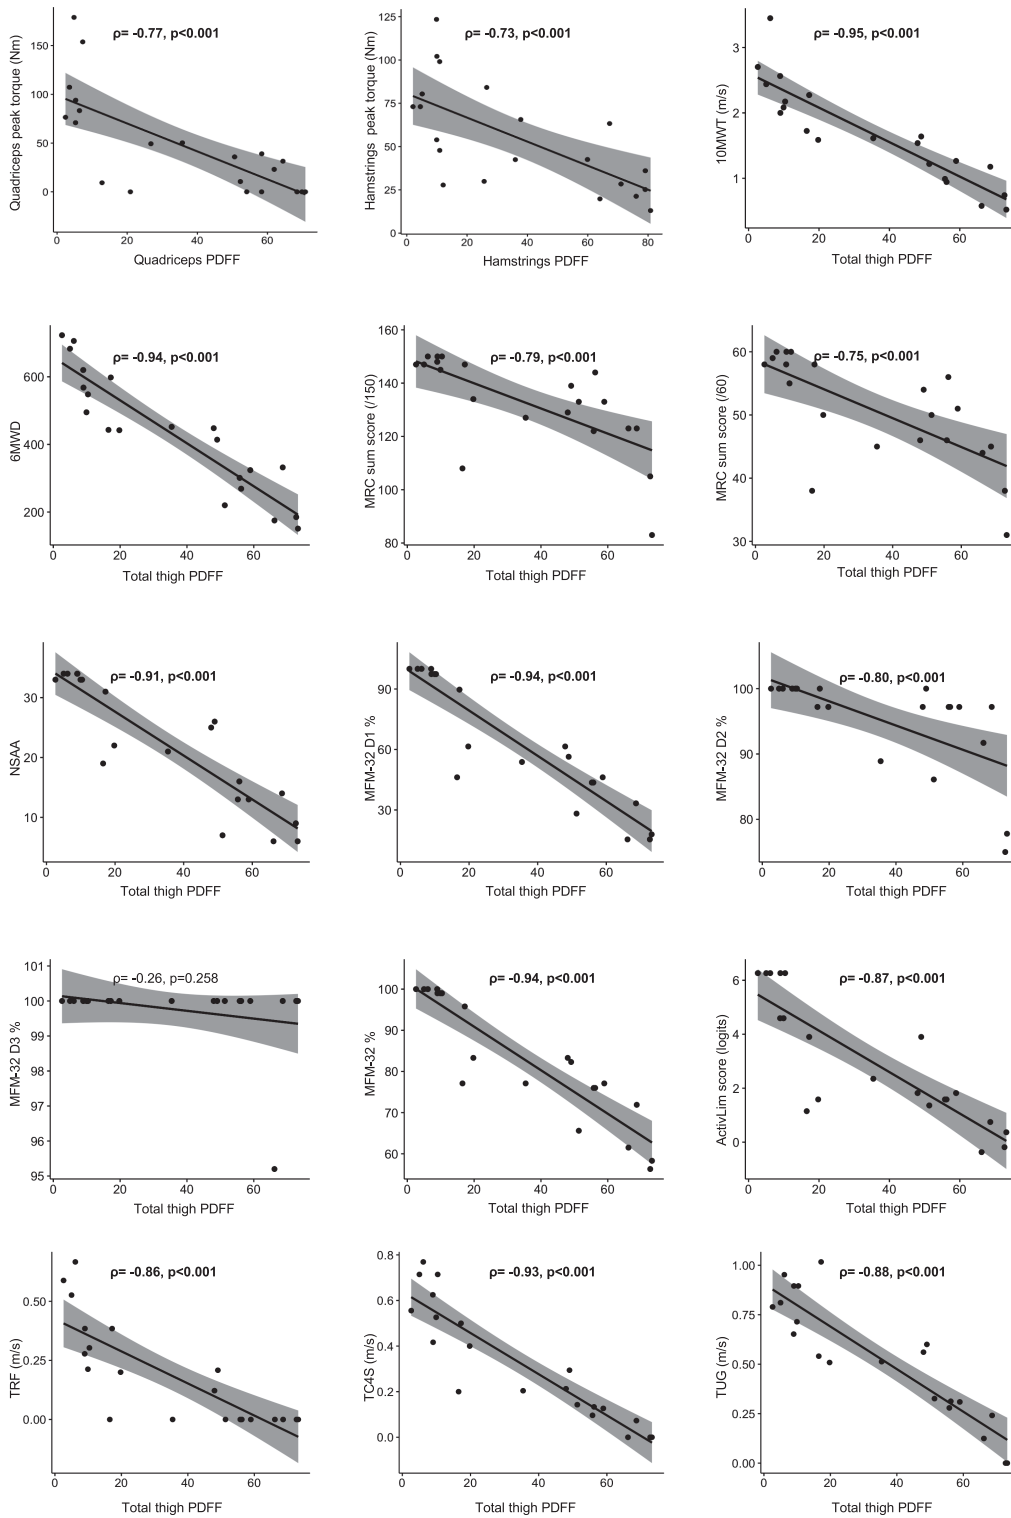 ρ= -0.77, p<0.001
Quadriceps peak torque (Nm)
150
100
50
0
0 20 40 60
Quadriceps PDFF
ρ= -0.73, p<0.001
Hamstrings peak torque (Nm)
125
100
75
50
25
0
0 20 40 60 80
Hamstrings PDFF
ρ= -0.95, p<0.001
10MWT (m/s)
3
2
1
0 20 40 60
Total thigh PDFF
ρ= -0.94, p<0.001
6MWD
600
400
200
0 20 40 60
Total thigh PDFF
ρ= -0.79, p<0.001
MRC sum score (/150)
160
140
120
100
80
0 20 40 60
Total thigh PDFF
ρ= -0.75, p<0.001
MRC sum score (/60)
60
50
40
30
0 20 40 60
Total thigh PDFF
ρ= -0.91, p<0.001
NSAA
30
20
10
0 20 40 60
Total thigh PDFF
ρ= -0.94, p<0.001
MFM-32 D1 %
90
60
30
0 20 40 60
Total thigh PDFF
ρ= -0.80, p<0.001
MFM-32 D2 %
100
90
80
0 20 40 60
Total thigh PDFF
ρ= -0.26, p=0.258
MFM-32 D3 %
101
100
99
98
97
96
95
0 20 40 60
Total thigh PDFF
ρ= -0.94, p<0.001
MFM-32 %
100
90
80
70
60
0 20 40 60
Total thigh PDFF
ρ= -0.87, p<0.001
ActivLim score (logits)
6
4
2
0
0 20 40 60
Total thigh PDFF
ρ= -0.86, p<0.001
TRF (m/s)
0.50
0.25
0.00
0 20 40 60
Total thigh PDFF
ρ= -0.93, p<0.001
TC4S (m/s)
0.8
0.6
0.4
0.2
0.0
0 20 40 60
Total thigh PDFF
ρ= -0.88, p<0.001
TUG (m/s)
1.00
0.75
0.50
0.25
0.00
0 20 40 60
Total thigh PDFF